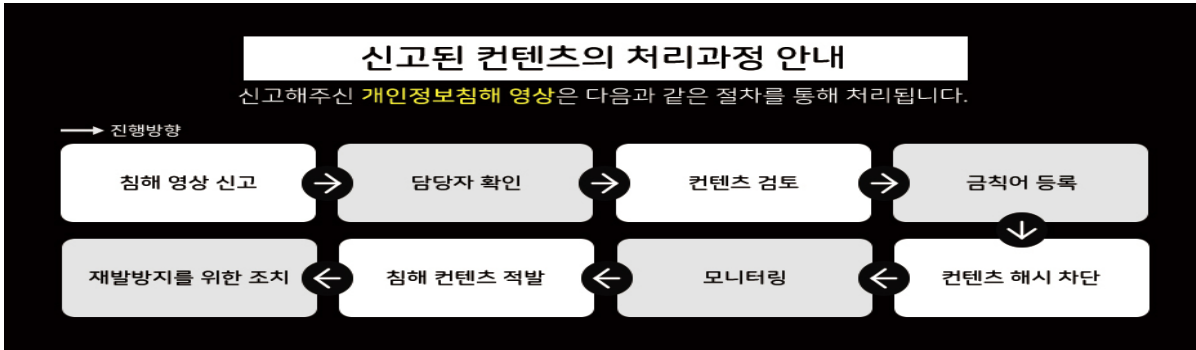 신고된 컨텐츠의 처리과정 안내
신고해주신 개인정보침해 영상은 다음과 같은 절차를 통해 처리됩니다.
진행방향
침해 영상 신고
담당자 확인
컨텐츠 검토
금칙어 등록
컨텐츠 해시 차단
모니터링
침해 컨텐츠 적발
재발방지를 위한 조치